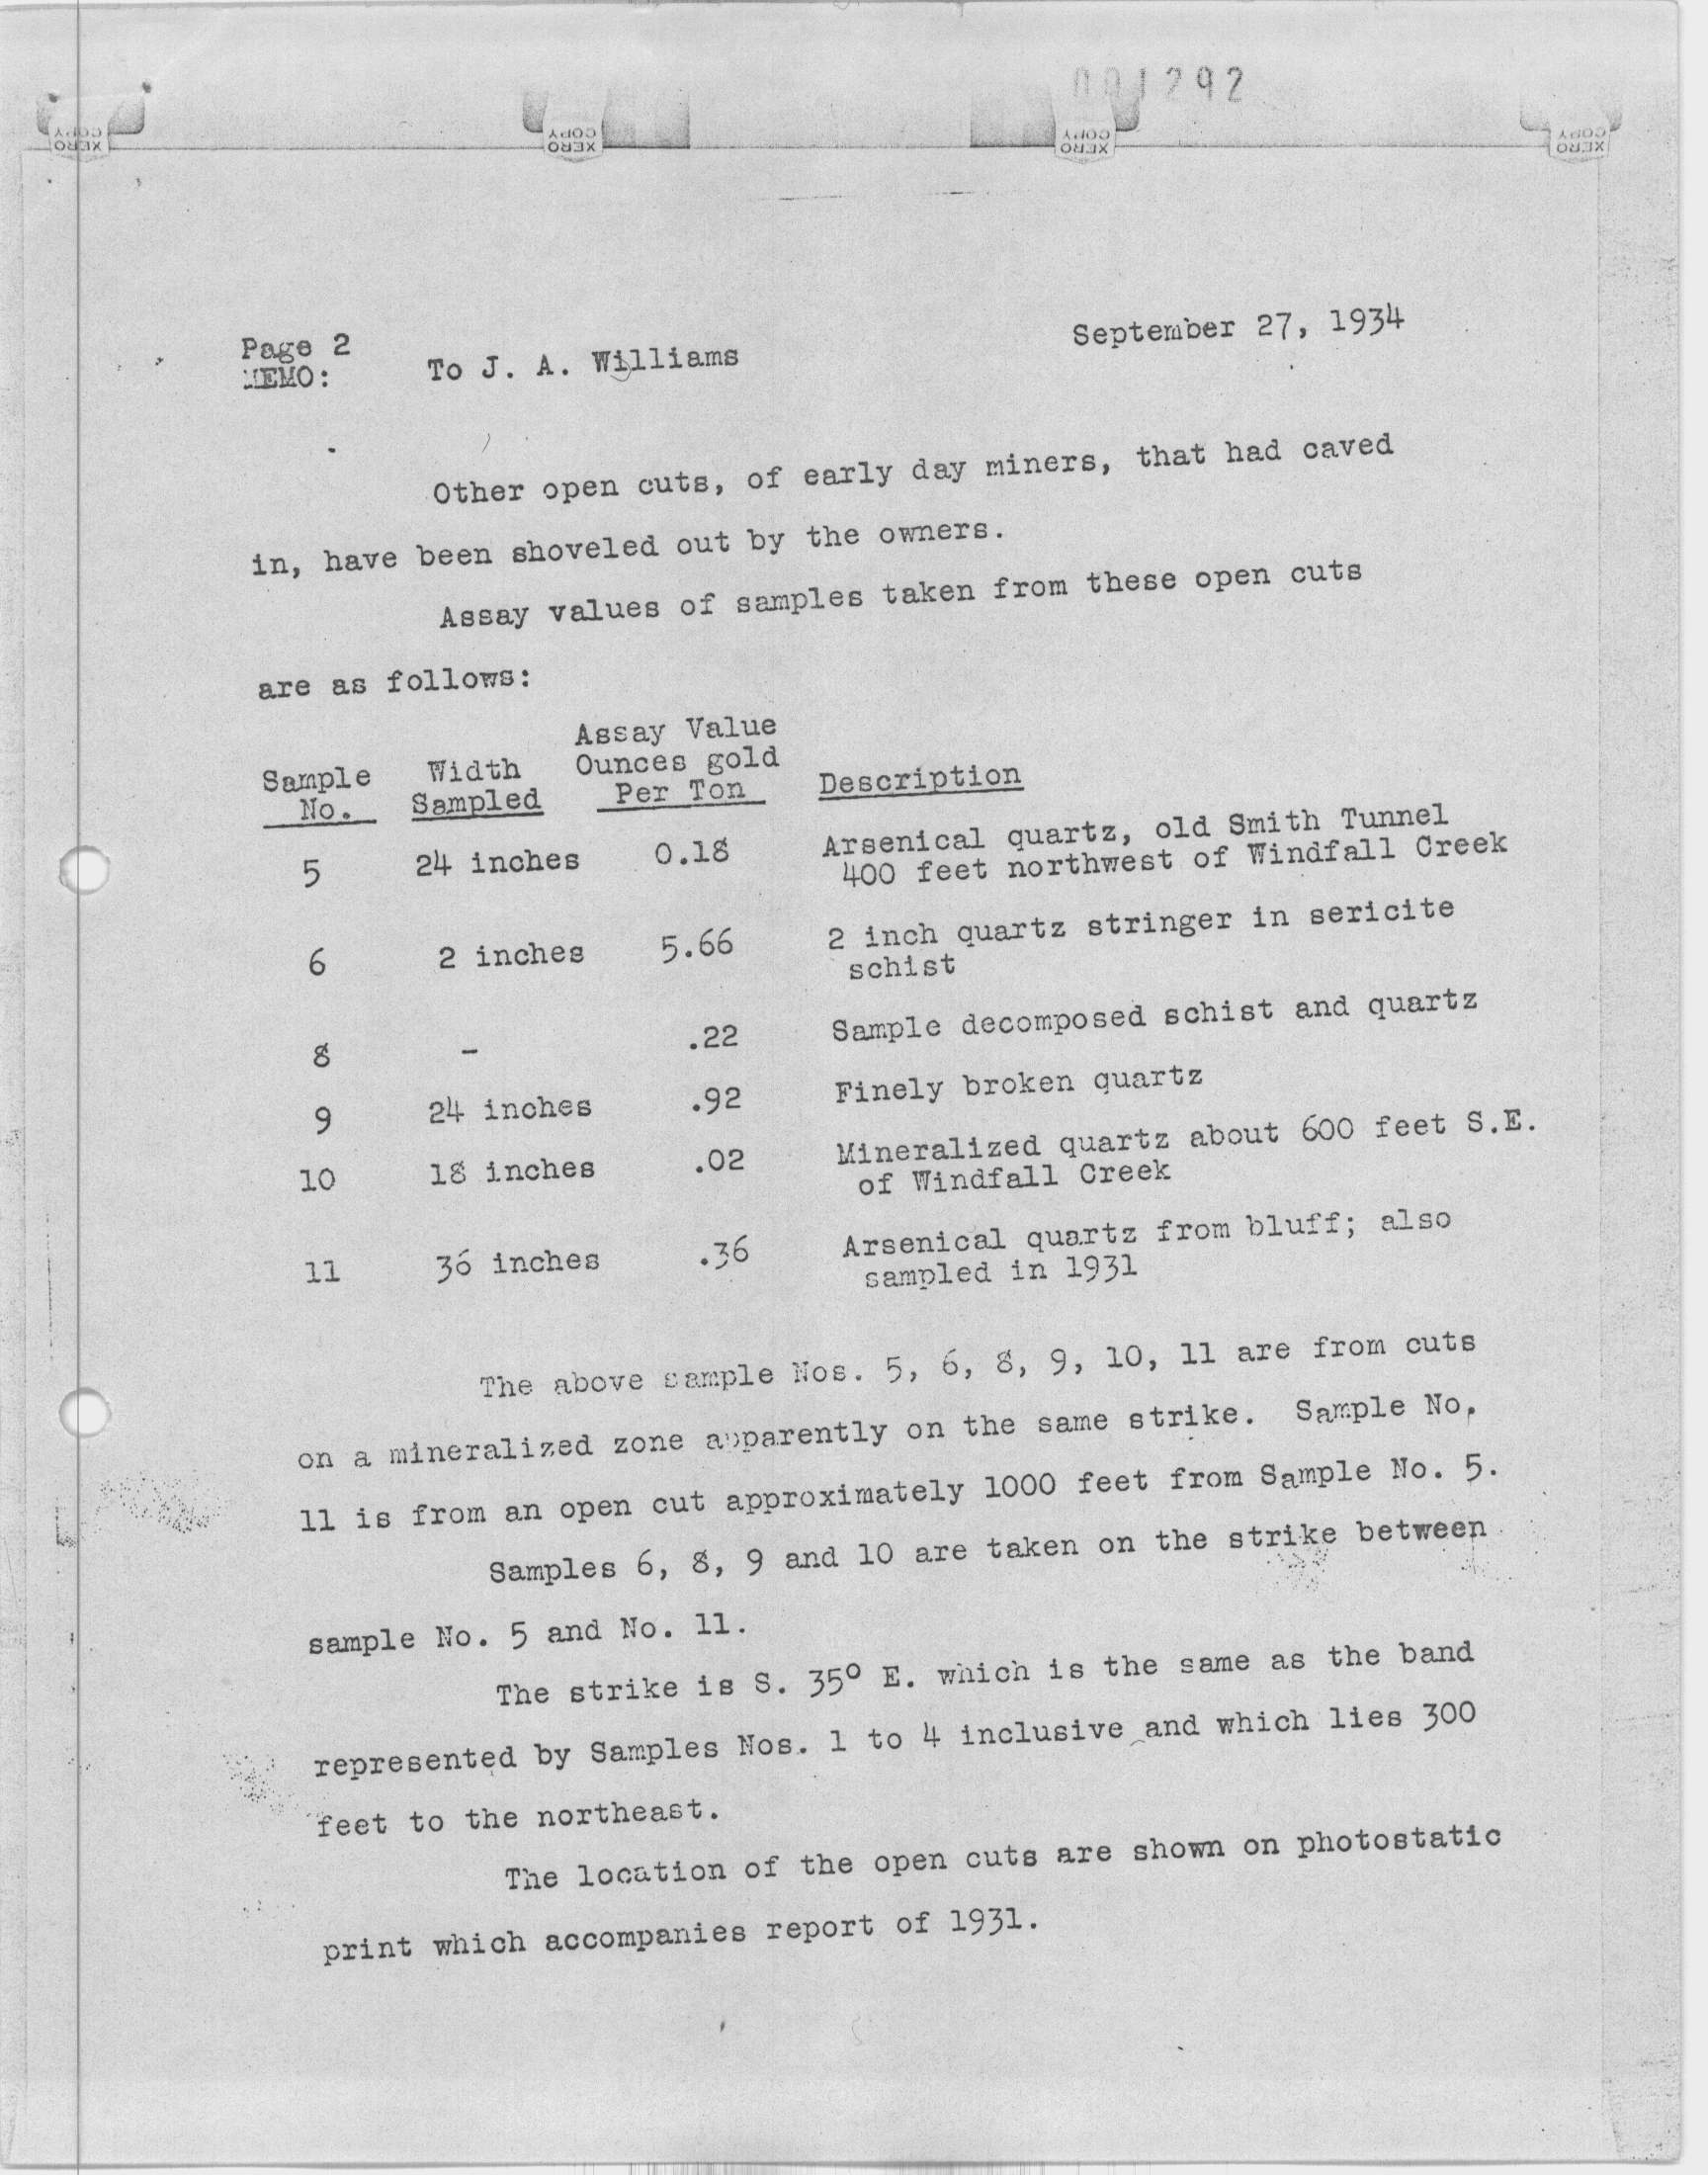 001292
XERO COPY XERO COPY XERO COPY XERO COPY
Page 2 September 27, 1934
MEMO: To J. A. Williams
Other open cuts, of early day miners, that had caved
in, have been shoveled out by the owners.
Assay values of samples taken from these open cuts
are as follows:
Sample No. Width Sampled Assay Value Ounces gold Per Ton Description
5 24 inches 0.18 Arsenical quartz, old Smith Tunnel
400 feet northwest of Windfall Creek
6 2 inches 5.66 2 inch quartz stringer in sericite
schist
8 - .22 Sample decomposed schist and quartz
9 24 inches .92 Finely broken quartz
10 18 inches .02 Mineralized quartz about 600 feet S.E.
of Windfall Creek
11 36 inches .36 Arsenical quartz from bluff; also
sampled in 1931
The above sample Nos. 5, 6, 8, 9, 10, 11 are from cuts
on a mineralized zone apparently on the same strike. Sample No.
11 is from an open cut approximately 1000 feet from Sample No. 5.
Samples 6, 8, 9 and 10 are taken on the strike between
sample No. 5 and No. 11.
The strike is S. 35° E. which is the same as the band
represented by Samples Nos. 1 to 4 inclusive and which lies 300
feet to the northeast.
The location of the open cuts are shown on photostatic
print which accompanies report of 1931.